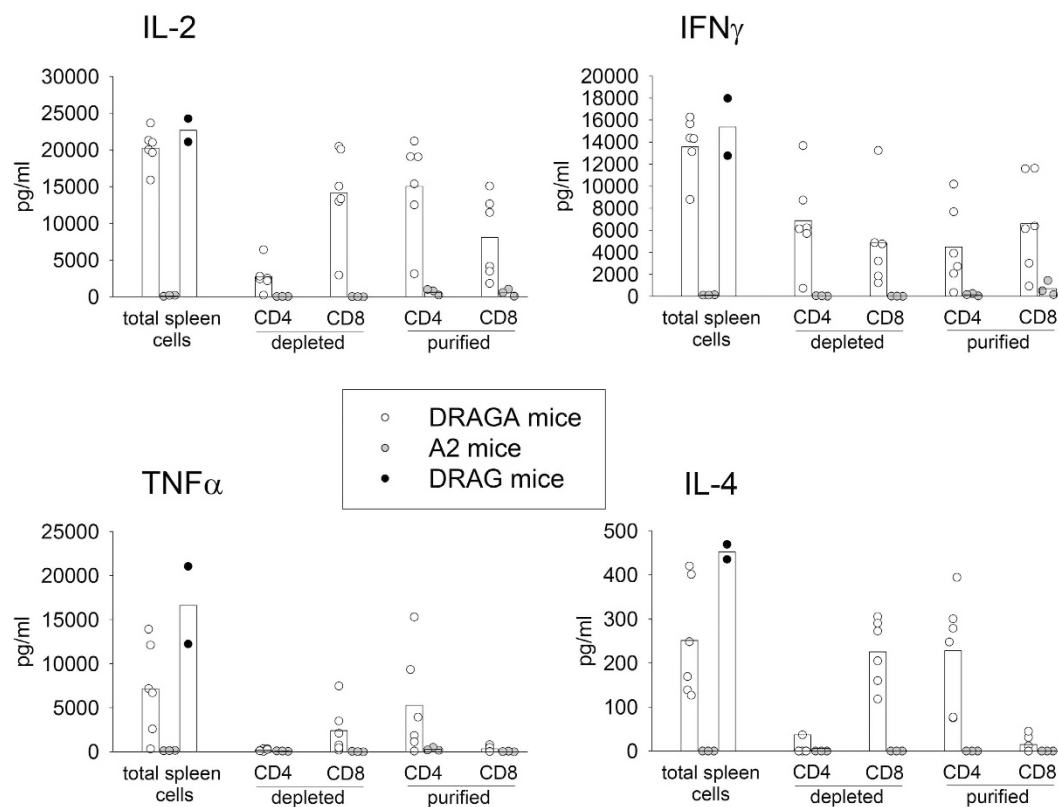 IL-2
30000
25000
20000
15000
10000
5000
0
pg/ml
total spleen
cells
CD4 CD8 CD4 CD8
depleted purified
IFNγ
20000
18000
16000
14000
12000
10000
8000
6000
4000
2000
0
pg/ml
total spleen
cells
CD4 CD8 CD4 CD8
depleted purified
DRAGA mice
A2 mice
DRAG mice
TNFα
25000
20000
15000
10000
5000
0
pg/ml
total spleen
cells
CD4 CD8 CD4 CD8
depleted purified
IL-4
500
400
300
200
100
0
pg/ml
total spleen
cells
CD4 CD8 CD4 CD8
depleted purified